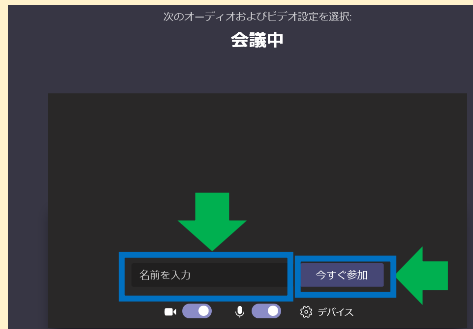 次のオーディオおよびビデオ設定を選択:
会議中
名前を入力
今すぐ参加
デバイス